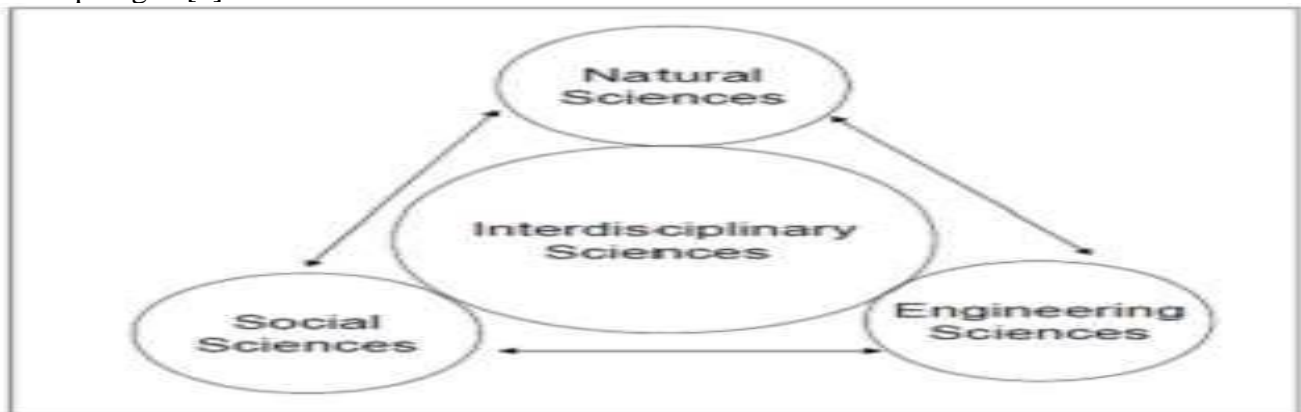 Natural
Sciences
Interdisciplinary
Sciences
Social
Sciences
Engineering
Sciences